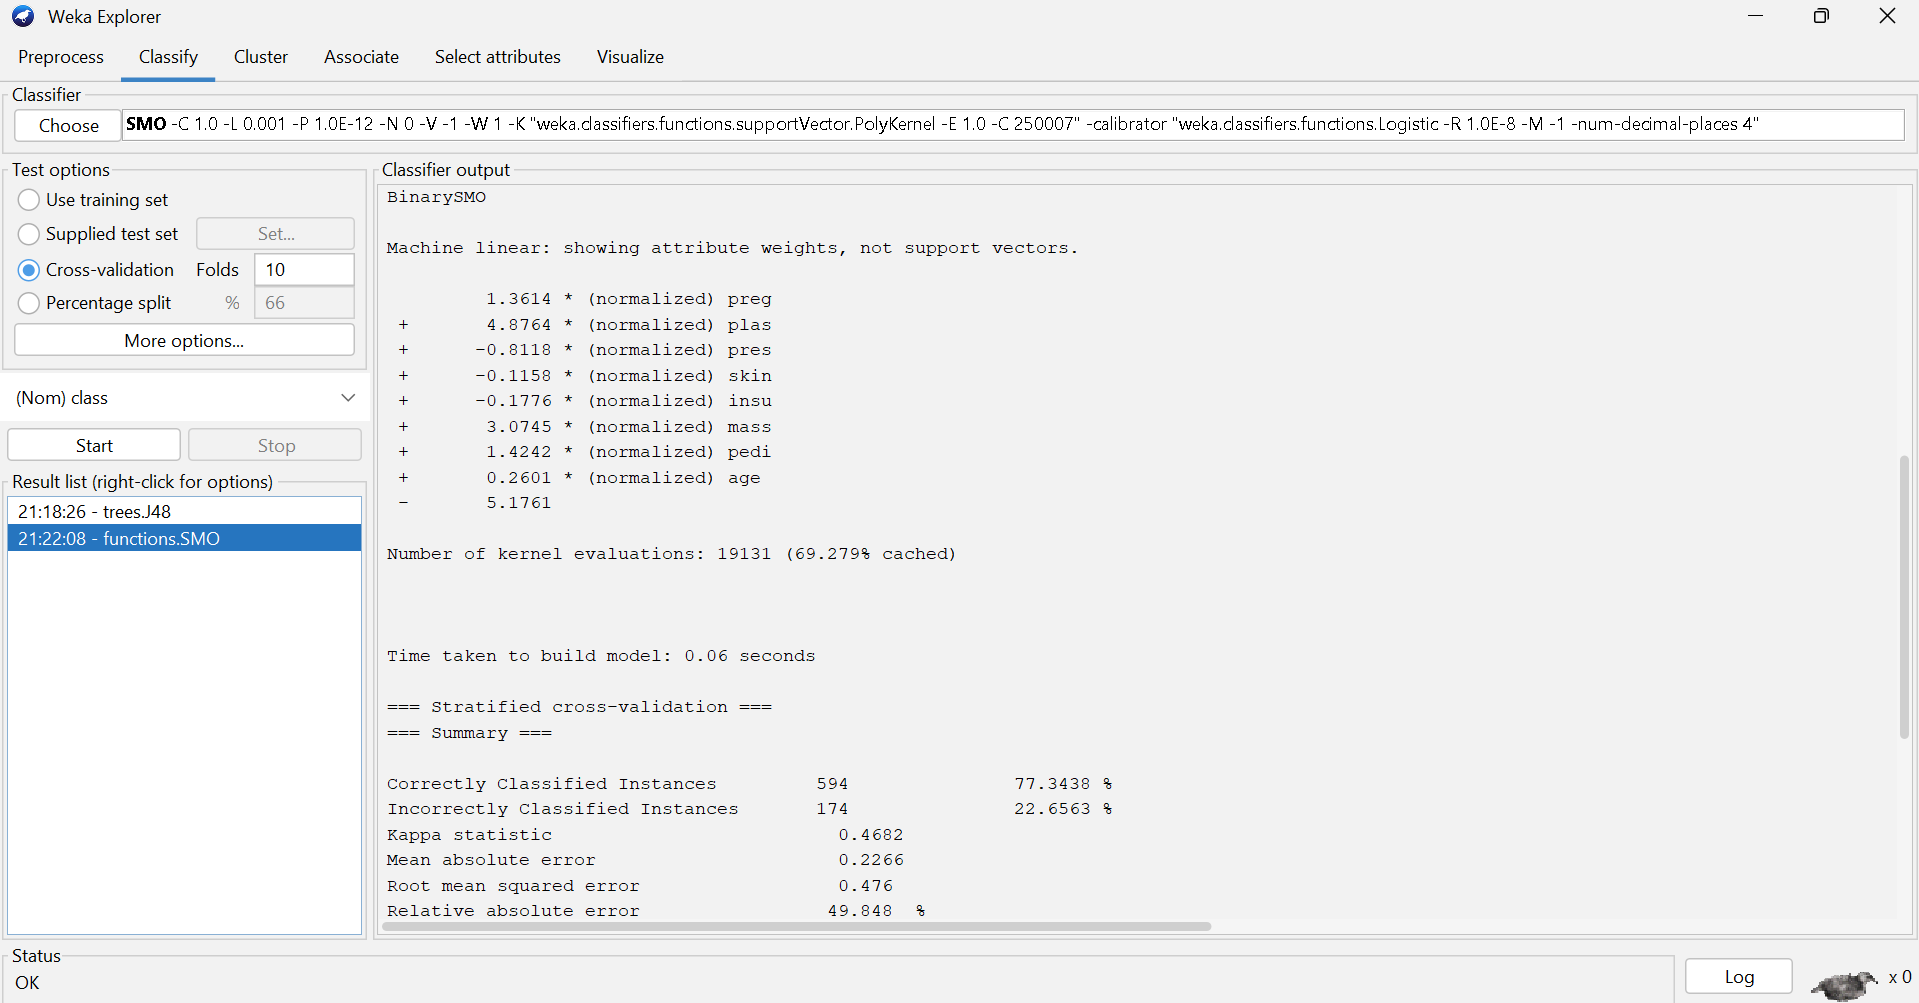 Weka Explorer
Preprocess Classify Cluster Associate Select attributes Visualize
Classifier
Choose SMO -C 1.0 -L 0.001 -P 1.0E-12 -N 0 -V -1 -W 1 -K "weka.classifiers.functions.supportVector.PolyKernel -E 1.0 -C 250007" -calibrator "weka.classifiers.functions.Logistic -R 1.0E-8 -M -1 -num-decimal-places 4"
Test options
Use training set
Supplied test set Set...
Cross-validation Folds 10
Percentage split % 66
More options...
(Nom) class
Start Stop
Result list (right-click for options)
21:18:26 - trees.J48
21:22:08 - functions.SMO
Classifier output
BinarySMO
Machine linear: showing attribute weights, not support vectors.
1.3614 * (normalized) preg
+ 4.8764 * (normalized) plas
+ -0.8118 * (normalized) pres
+ -0.1158 * (normalized) skin
+ -0.1776 * (normalized) insu
+ 3.0745 * (normalized) mass
+ 1.4242 * (normalized) pedi
+ 0.2601 * (normalized) age
- 5.1761
Number of kernel evaluations: 19131 (69.279% cached)
Time taken to build model: 0.06 seconds
=== Stratified cross-validation ===
=== Summary ===
Correctly Classified Instances 594 77.3438 %
Incorrectly Classified Instances 174 22.6563 %
Kappa statistic 0.4682
Mean absolute error 0.2266
Root mean squared error 0.476
Relative absolute error 49.848 %
Status
OK
Log x 0